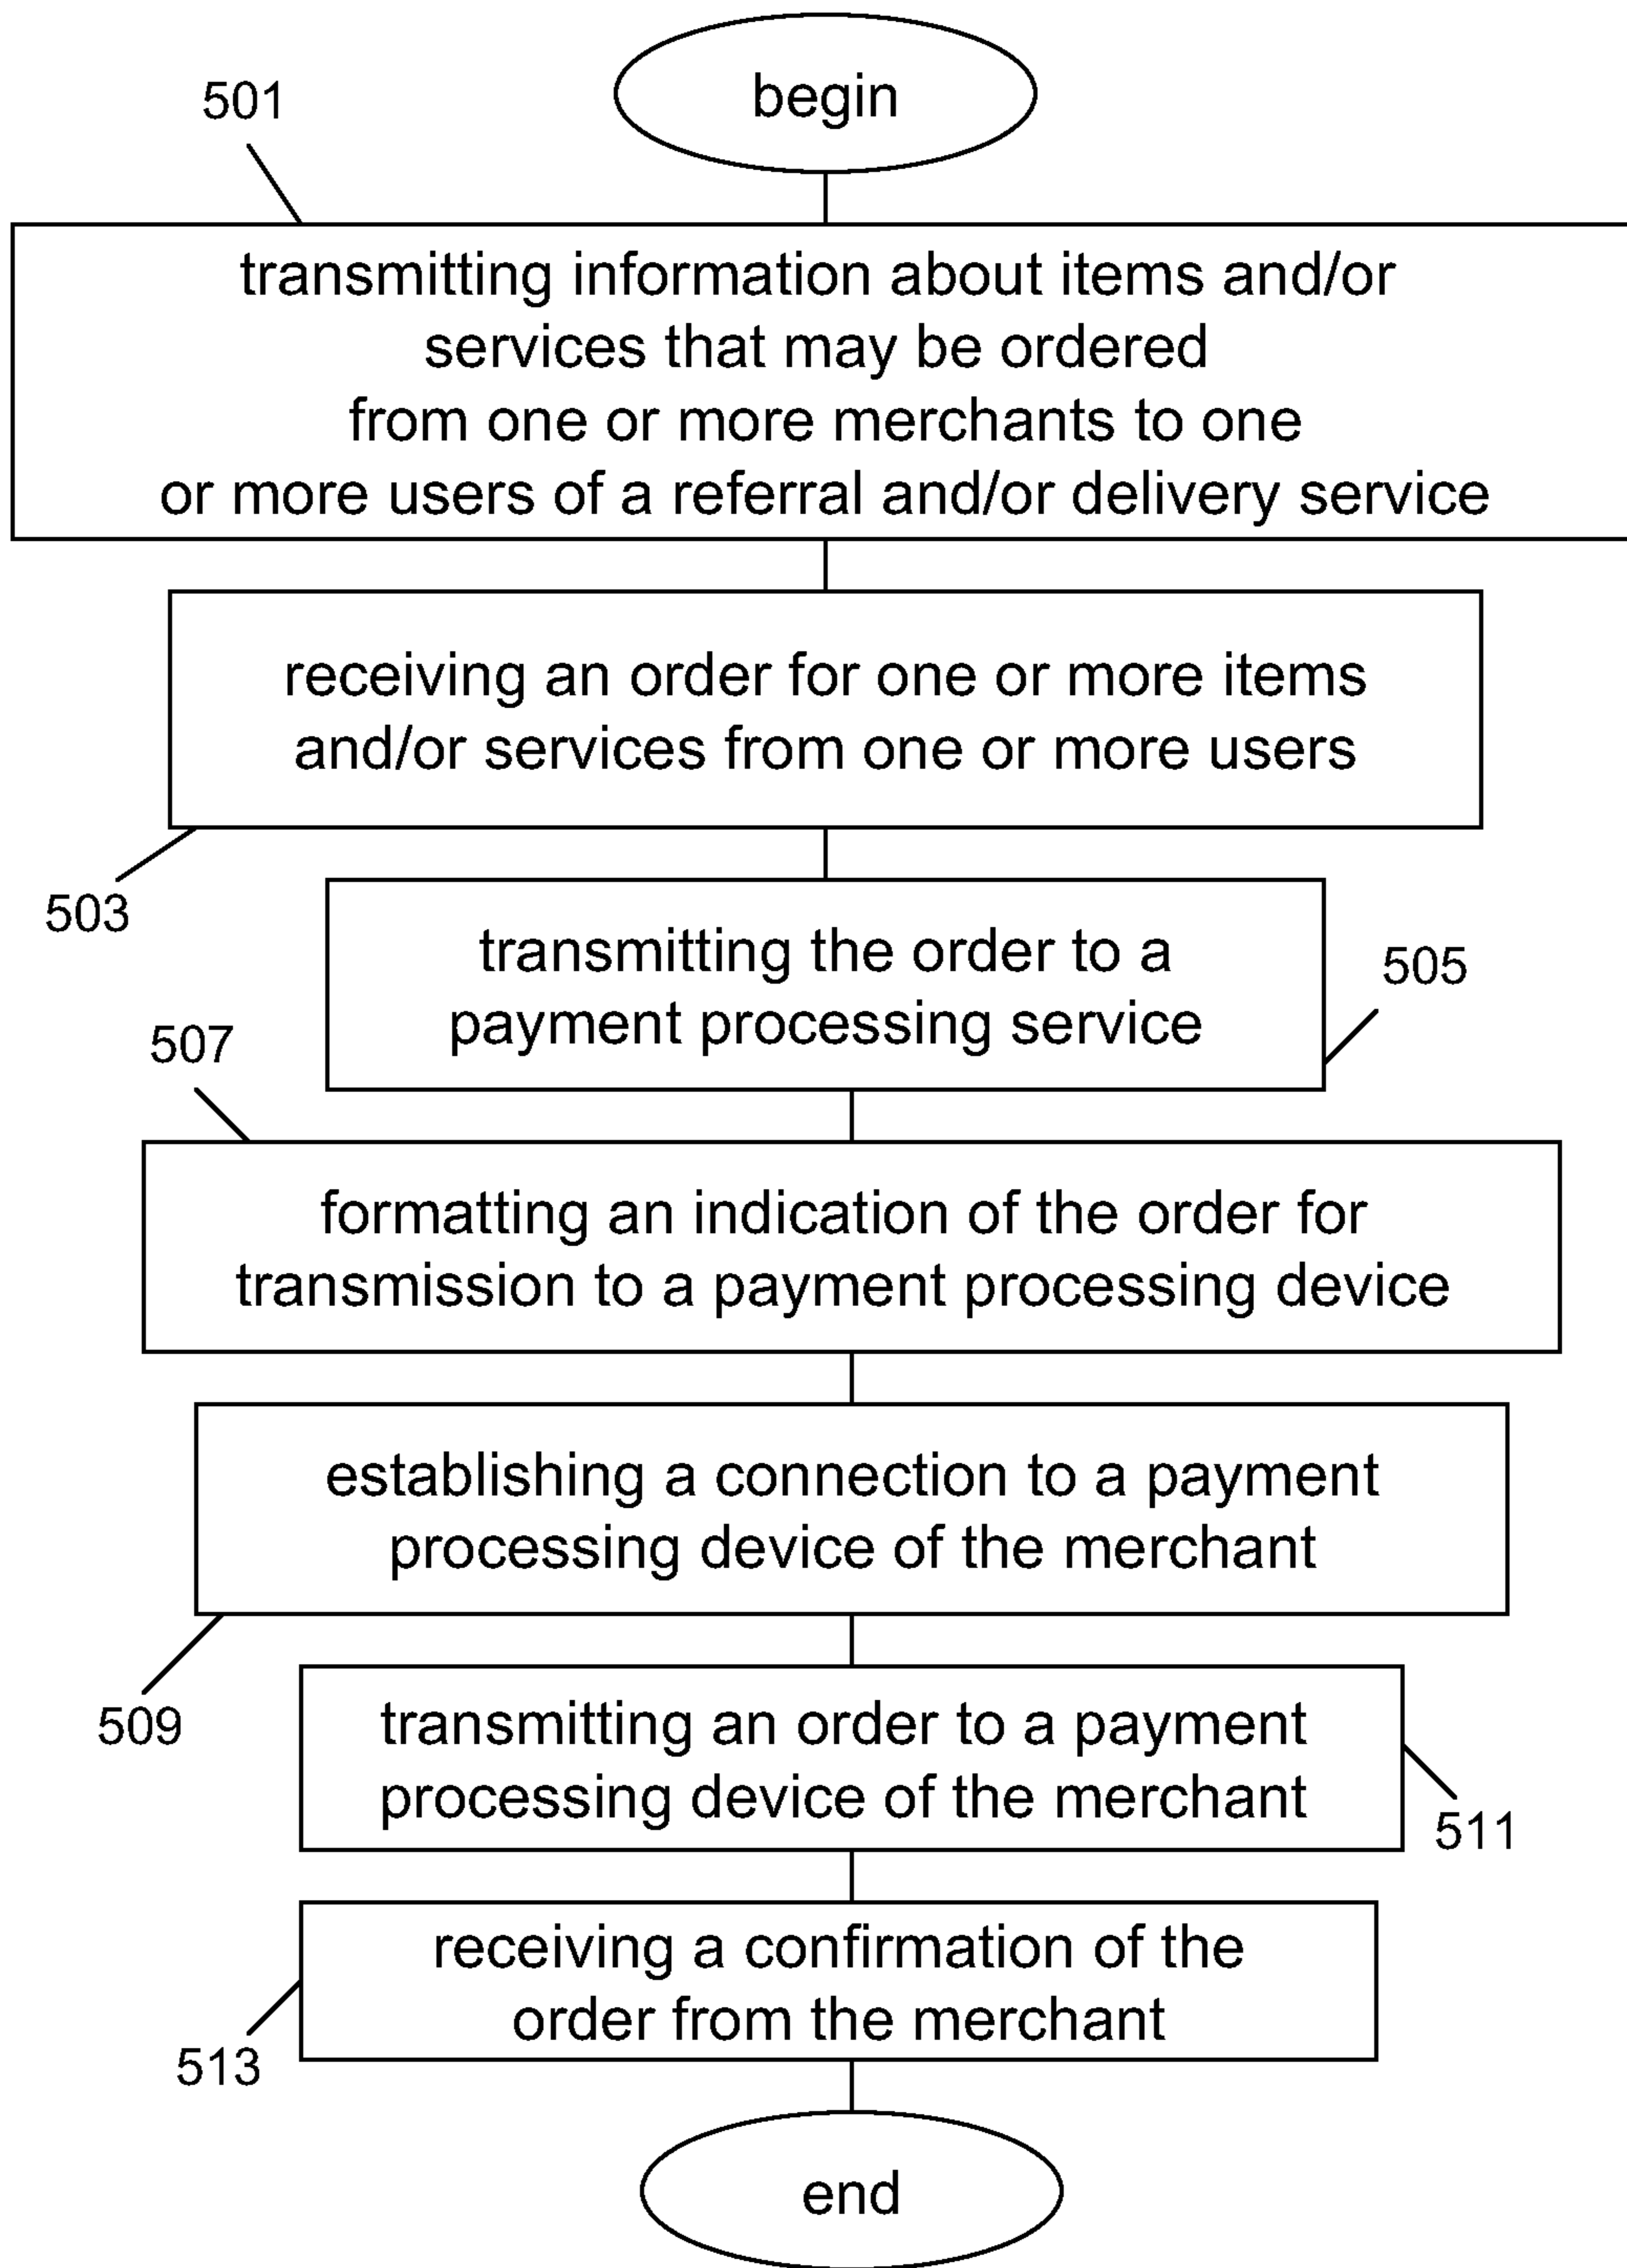 begin
501
transmitting information about items and/or
services that may be ordered
from one or more merchants to one
or more users of a referral and/or delivery service
receiving an order for one or more items
and/or services from one or more users
503
transmitting the order to a
payment processing service
505
507
formatting an indication of the order for
transmission to a payment processing device
establishing a connection to a payment
processing device of the merchant
509
transmitting an order to a payment
processing device of the merchant
511
receiving a confirmation of the
order from the merchant
513
end